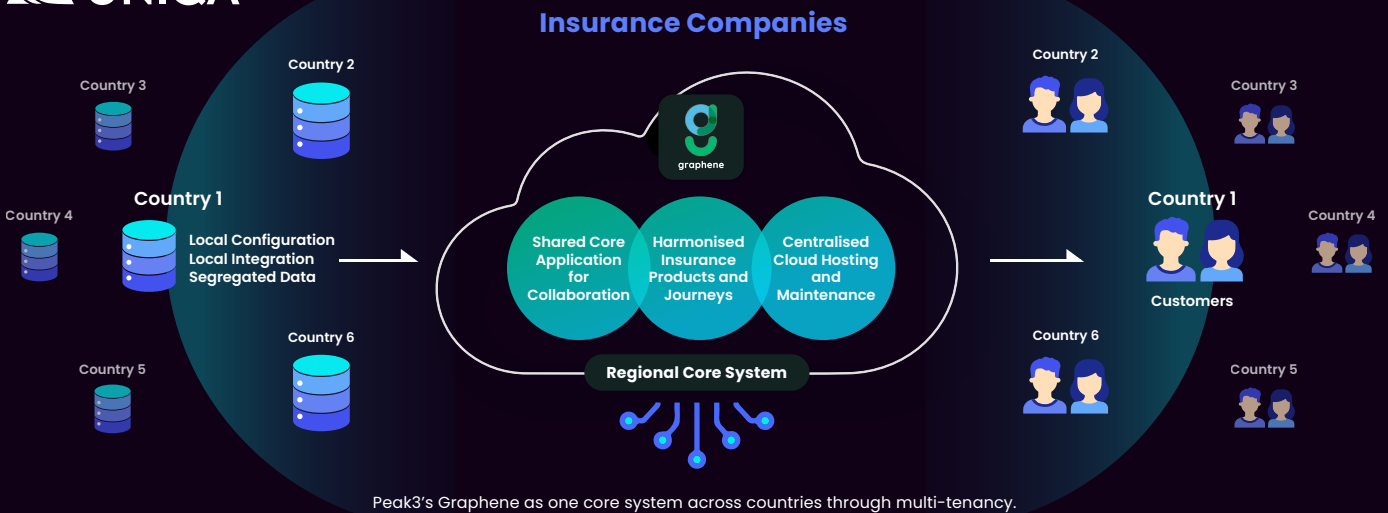 UNIQA
Insurance Companies
Country 2
Country 3
Country 1
Country 4
Local Configuration
Local Integration
Segregated Data
Country 6
Country 5
graphene
Shared Core
Application
for
Collaboration
Harmonised
Insurance
Products and
Journeys
Centralised
Cloud Hosting
and
Maintenance
Regional Core System
Country 2
Country 3
Country 1
Country 4
Customers
Country 6
Country 5
Peak3’s Graphene as one core system across countries through multi-tenancy.